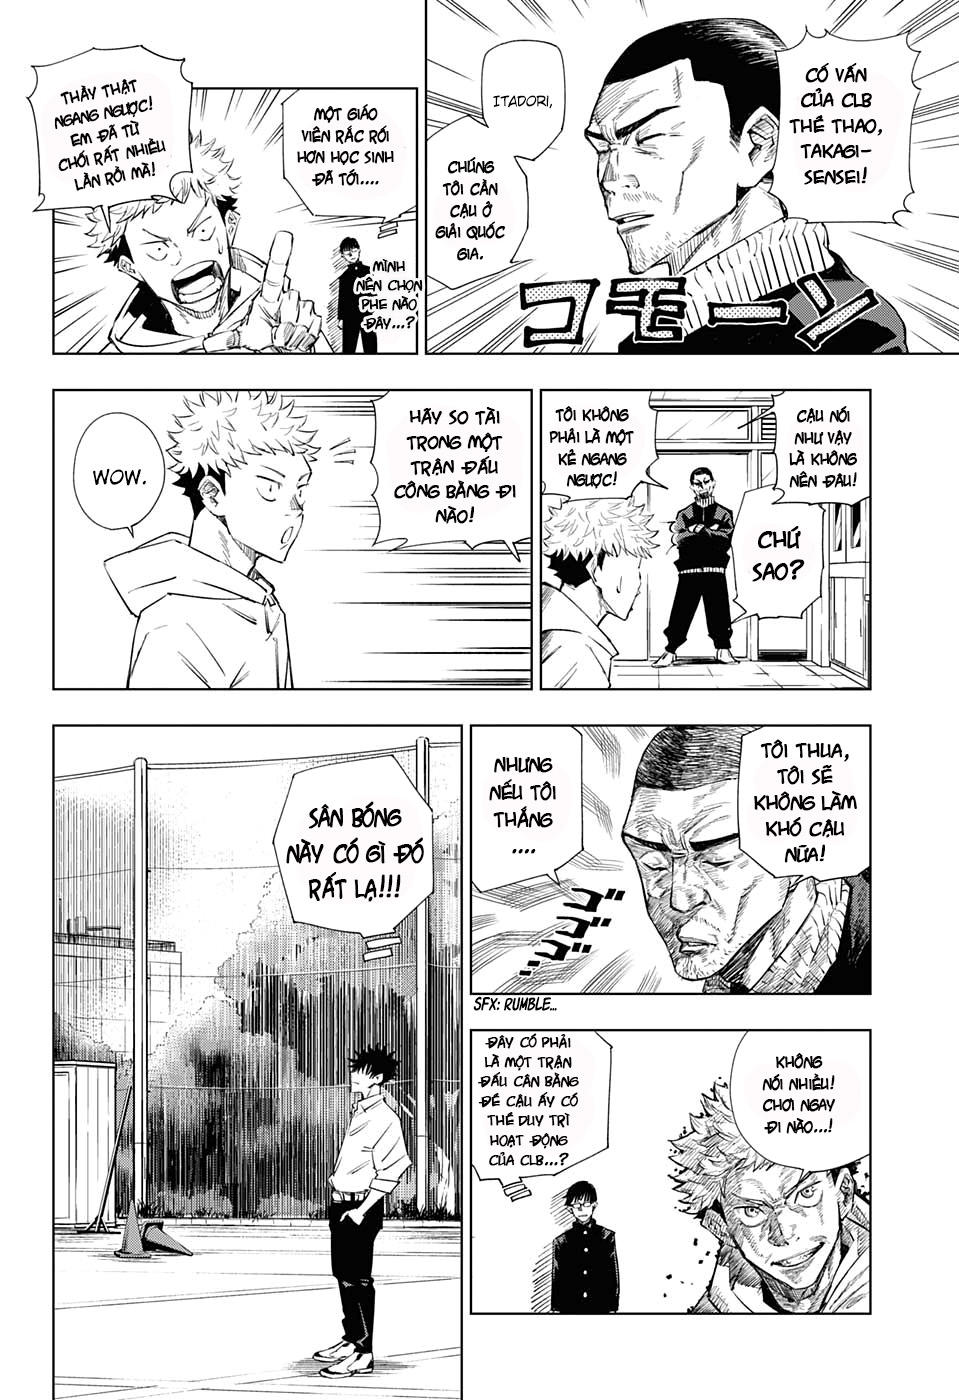 CÓ VẤN
CỦA CLB
THỂ THAO,
TAKAGI-
SENSEI!
ITADORI,
CHÚNG
TÔI CẦN
CẬU Ở
GIẢI QUỐC
GIA.
コモーン
MỘT GIÁO
VIÊN RẮC RỐI
HƠN HỌC SINH
ĐÃ TỚI....
THẦY THẬT
NGANG NGƯỢC!
EM ĐÃ TỪ
CHỐI RẤT NHIỀU
LẦN RỒI MÀ!
MÌNH
NÊN CHỌN
PHE NÀO
ĐÂY...?
CẬU NÓI
NHƯ VẬY
LÀ KHÔNG
NÊN ĐÂU!
TÔI KHÔNG
PHẢI LÀ MỘT
KẺ NGANG
NGƯỢC!
CHỨ
SAO?
HÃY SO TÀI
TRONG MỘT
TRẬN ĐẤU
CÔNG BẰNG ĐI
NÀO!
WOW.
TÔI THUA,
TÔI SẼ
KHÔNG LÀM
KHÓ CẬU
NỮA!
NHƯNG
NẾU TÔI
THẮNG
....
ゴゴゴゴ
SFX: RUMBLE...
KHÔNG
NÓI NHIỀU!
CHƠI NGAY
ĐI NÀO...!
ĐÂY CÓ PHẢI
LÀ MỘT TRẬN
ĐẤU CÂN BẰNG
ĐỂ CẬU ẤY CÓ
THỂ DUY TRÌ
HOẠT ĐỘNG
CỦA CLB...?
SÂN BÓNG
NÀY CÓ GÌ ĐÓ
RẤT LẠ!!!